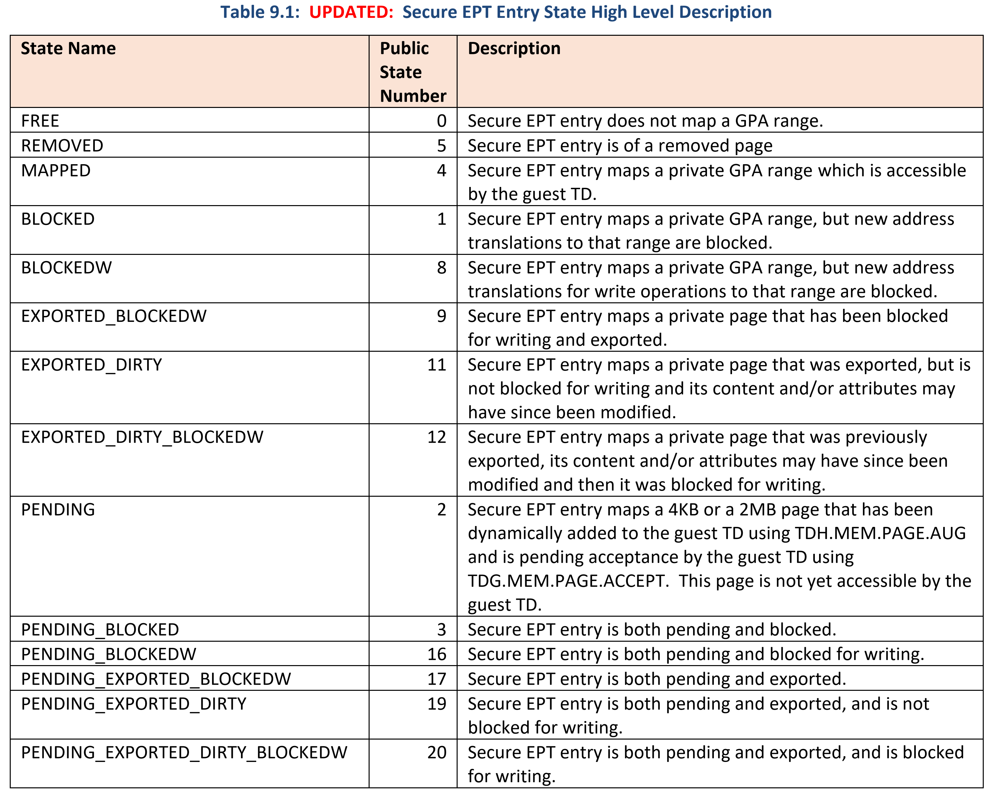 Table 9.1: UPDATED: Secure EPT Entry State High Level Description
State Name
Public
State
Number
Description
FREE 0 Secure EPT entry does not map a GPA range.
REMOVED 5 Secure EPT entry is of a removed page
MAPPED 4 Secure EPT entry maps a private GPA range which is accessible
by the guest TD.
BLOCKED 1 Secure EPT entry maps a private GPA range, but new address
translations to that range are blocked.
BLOCKEDW 8 Secure EPT entry maps a private GPA range, but new address
translations for write operations to that range are blocked.
EXPORTED_BLOCKEDW 9 Secure EPT entry maps a private page that has been blocked
for writing and exported.
EXPORTED_DIRTY 11 Secure EPT entry maps a private page that was exported, but is
not blocked for writing and its content and/or attributes may
have since been modified.
EXPORTED_DIRTY_BLOCKEDW 12 Secure EPT entry maps a private page that was previously
exported, its content and/or attributes may have since been
modified and then it was blocked for writing.
PENDING 2 Secure EPT entry maps a 4KB or a 2MB page that has been
dynamically added to the guest TD using TDH.MEM.PAGE.AUG
and is pending acceptance by the guest TD using
TDG.MEM.PAGE.ACCEPT. This page is not yet accessible by the
guest TD.
PENDING_BLOCKED 3 Secure EPT entry is both pending and blocked.
PENDING_BLOCKEDW 16 Secure EPT entry is both pending and blocked for writing.
PENDING_EXPORTED_BLOCKEDW 17 Secure EPT entry is both pending and exported.
PENDING_EXPORTED_DIRTY 19 Secure EPT entry is both pending and exported, and is not
blocked for writing.
PENDING_EXPORTED_DIRTY_BLOCKEDW 20 Secure EPT entry is both pending and exported, and is blocked
for writing.